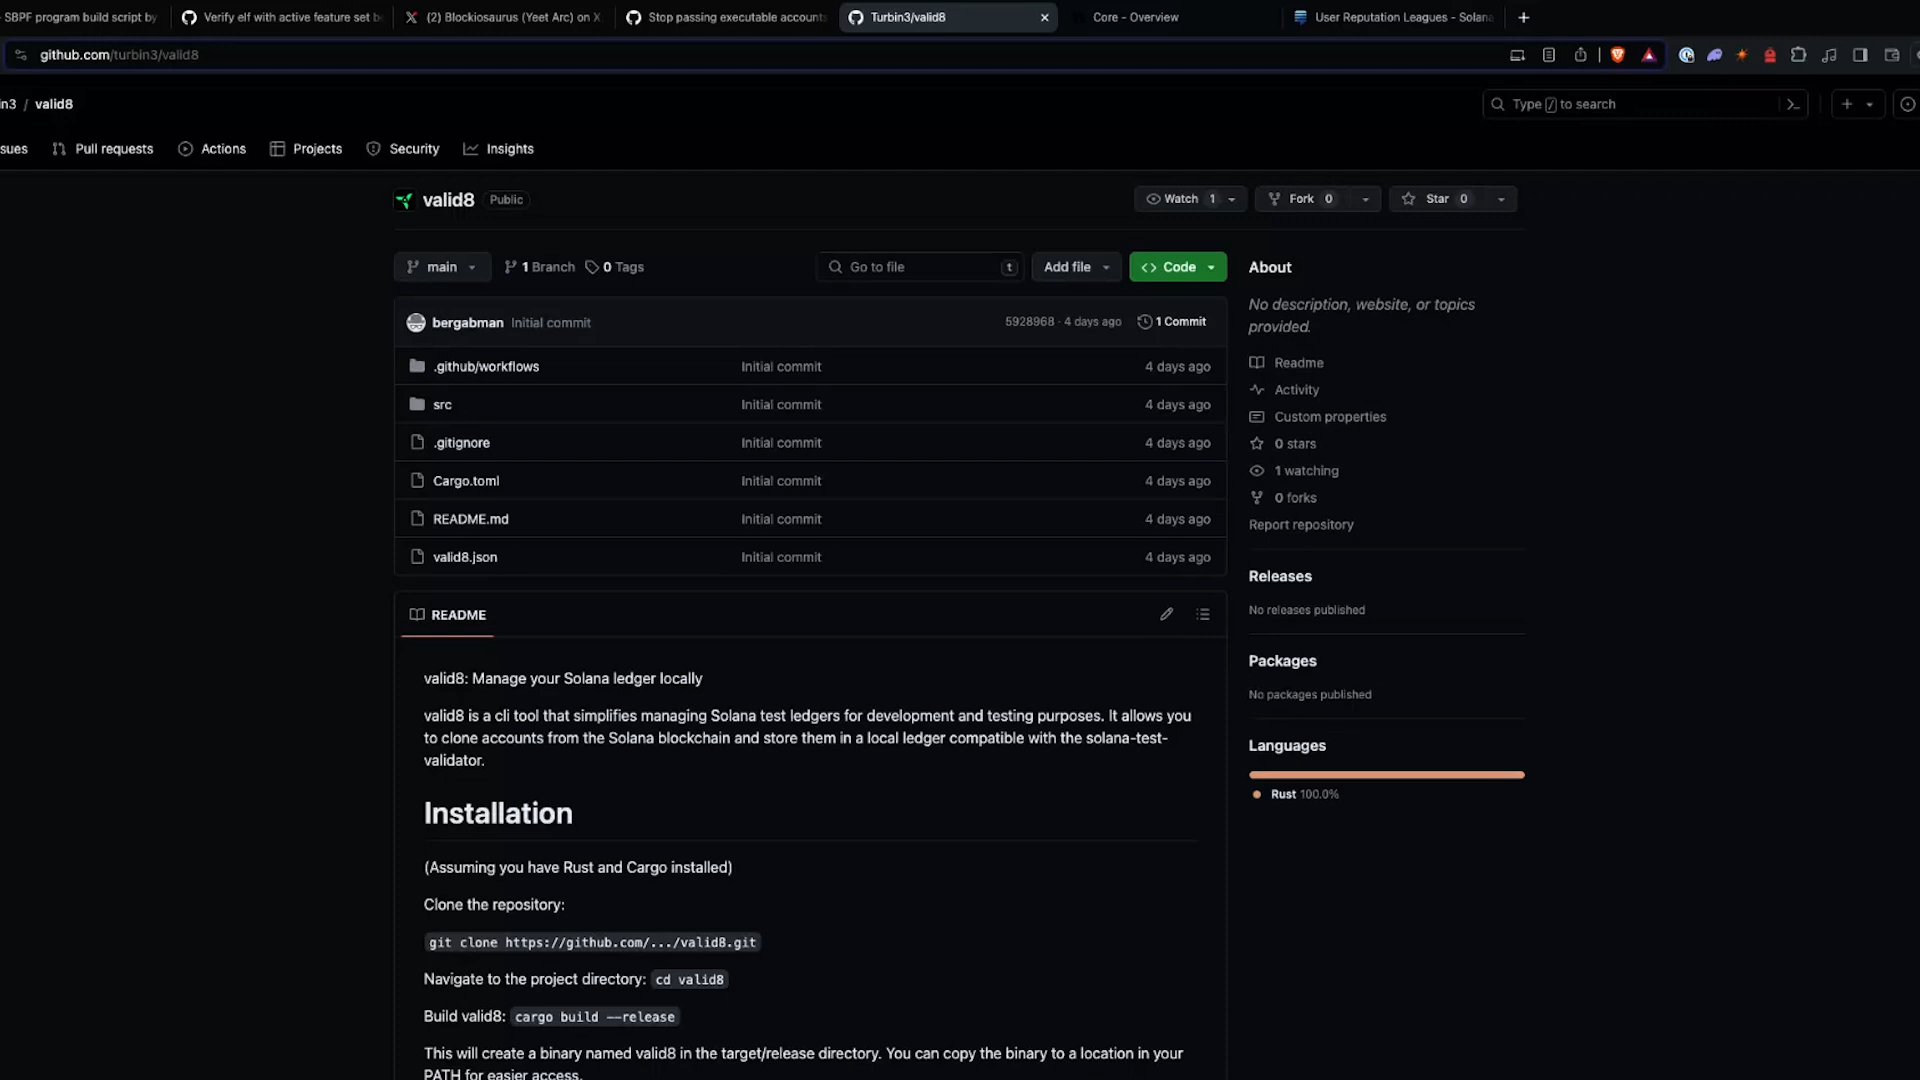 SBPF program build script by
Verify elf with active feature set b
(2) Blockiosaurus (Yeet Arc) on X
Stop passing executable accounts
Turbin3/valid8
Core - Overview
User Reputation Leagues - Solana
github.com/turbin3/valid8
in3 / valid8
Type / to search
sues
Pull requests
Actions
Projects
Security
Insights
valid8 Public
Watch 1
Fork 0
Star 0
main
1 Branch
0 Tags
Go to file t
Add file
Code
About
No description, website, or topics
provided.
bergabman Initial commit 5928968 · 4 days ago 1 Commit
.github/workflows Initial commit 4 days ago
src Initial commit 4 days ago
.gitignore Initial commit 4 days ago
Cargo.toml Initial commit 4 days ago
README.md Initial commit 4 days ago
valid8.json Initial commit 4 days ago
Readme
Activity
Custom properties
0 stars
1 watching
0 forks
Report repository
Releases
No releases published
Packages
No packages published
Languages
Rust 100.0%
README
valid8: Manage your Solana ledger locally
valid8 is a cli tool that simplifies managing Solana test ledgers for development and testing purposes. It allows you
to clone accounts from the Solana blockchain and store them in a local ledger compatible with the solana-test-
validator.
Installation
(Assuming you have Rust and Cargo installed)
Clone the repository:
git clone https://github.com/.../valid8.git
Navigate to the project directory: cd valid8
Build valid8: cargo build --release
This will create a binary named valid8 in the target/release directory. You can copy the binary to a location in your
PATH for easier access.